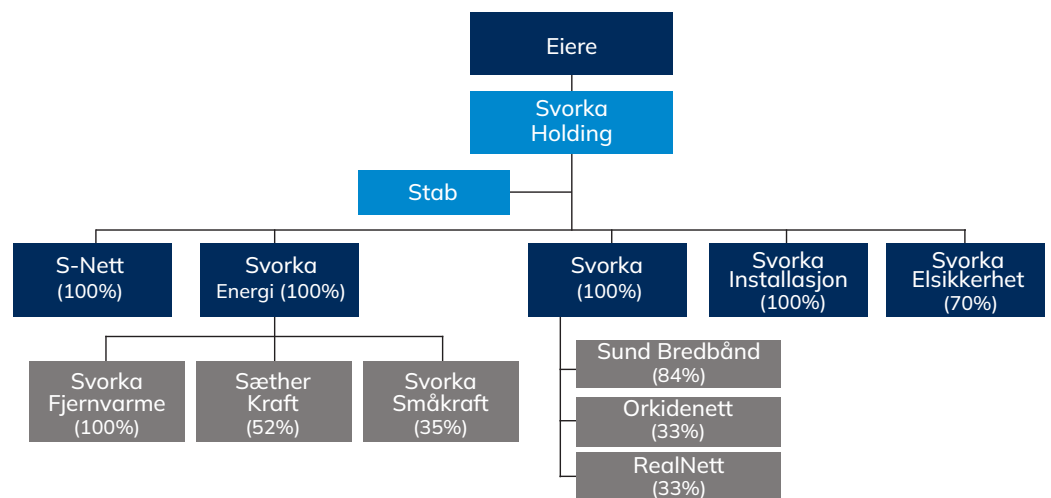 Eiere
Svorka
Holding
Stab
S-Nett
(100%)
Svorka
Energi (100%)
Svorka
(100%)
Svorka
Installasjon
(100%)
Svorka
Elsikkerhet
(70%)
Svorka
Fjernvarme
(100%)
Sæther
Kraft
(52%)
Svorka
Småkraft
(35%)
Sund Bredbånd
(84%)
Orkidenett
(33%)
RealNett
(33%)